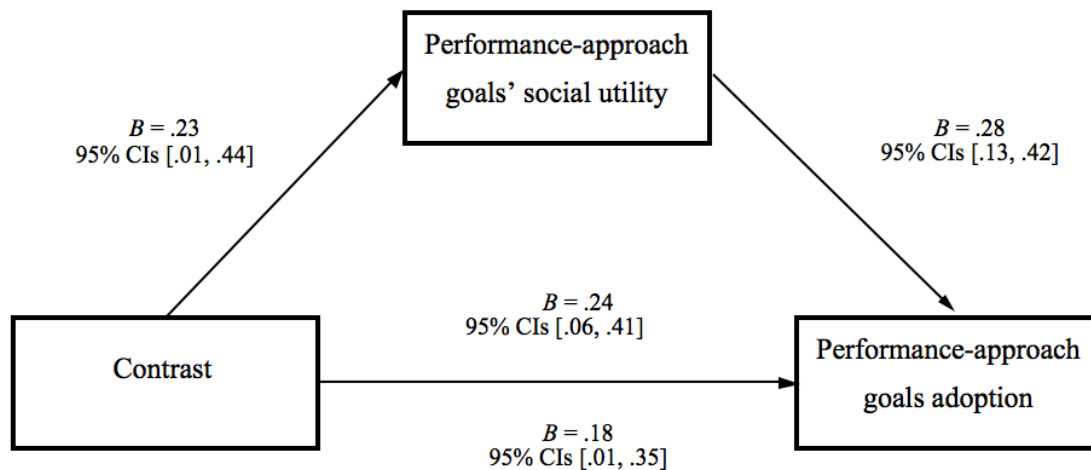 Performance-approach
goals’ social utility
B = .23
95% CIs [.01, .44]
B = .28
95% CIs [.13, .42]
B = .24
95% CIs [.06, .41]
Contrast
Performance-approach
goals adoption
B = .18
95% CIs [.01, .35]